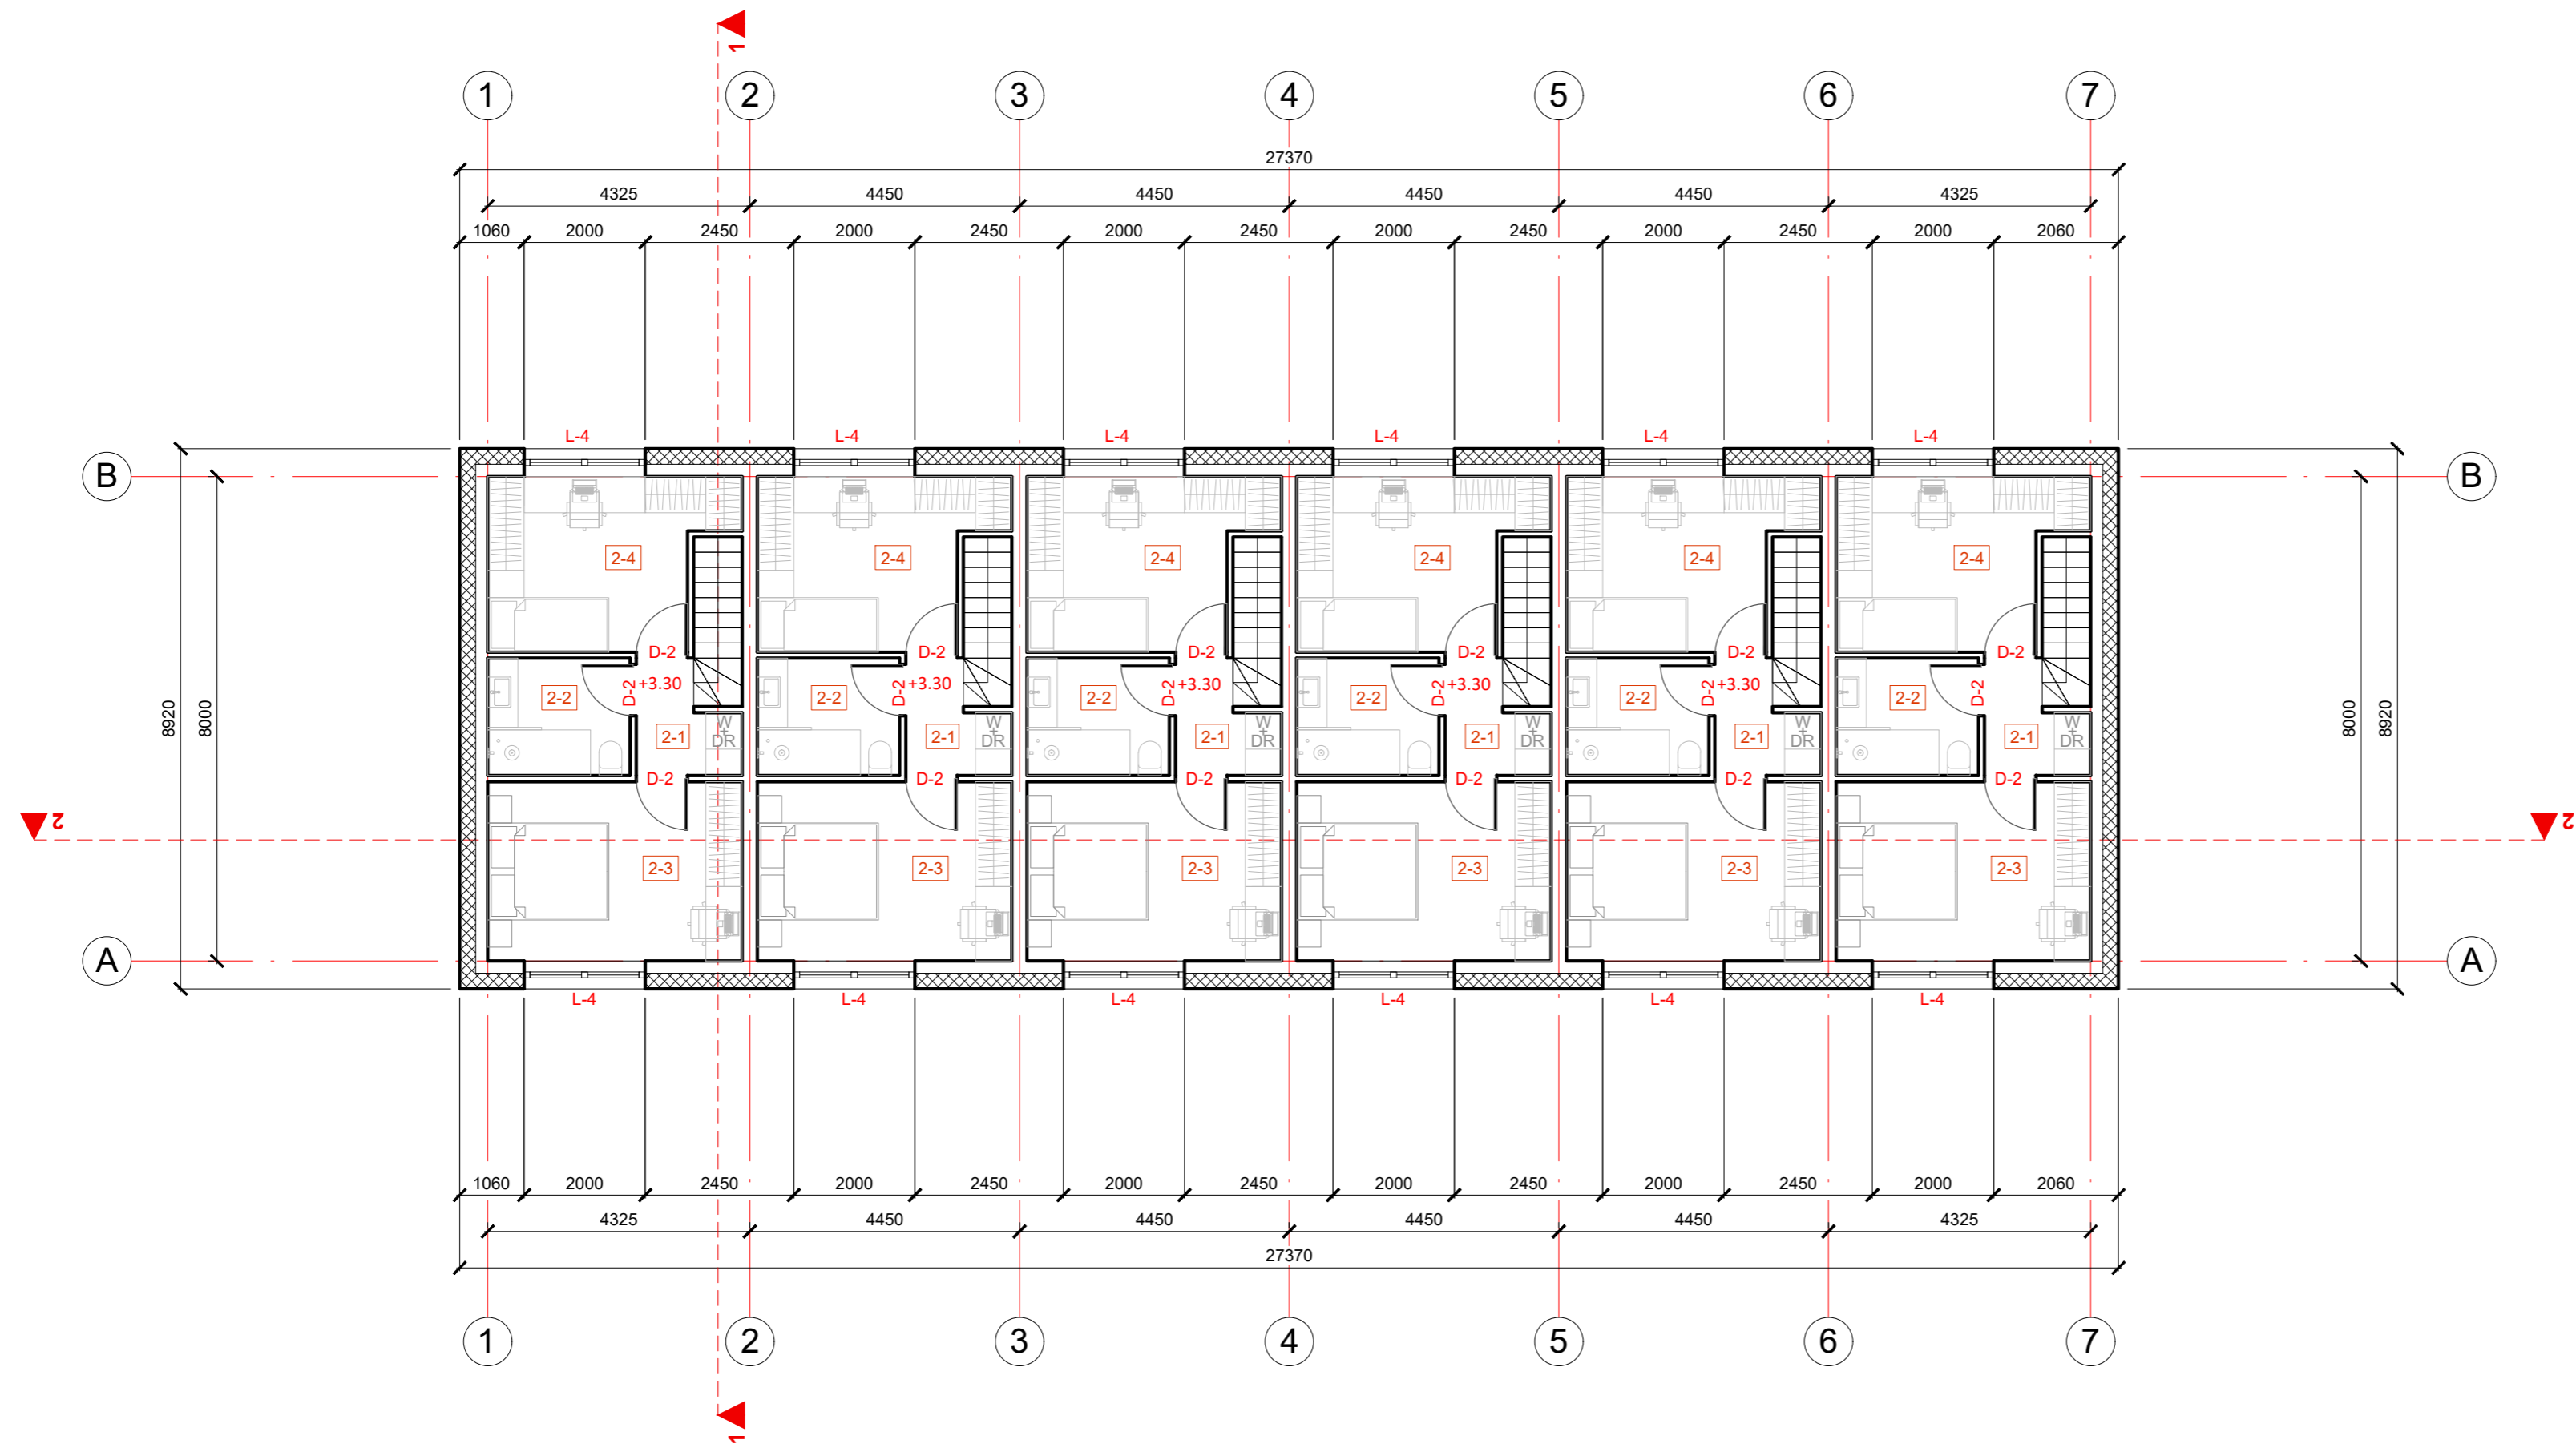 1
1 2 3 4 5 6 7
27370
4325 4450 4450 4450 4450 4325
1060 2000 2450 2000 2450 2000 2450 2000 2450 2000 2450 2000 2060
L-4 L-4 L-4 L-4 L-4 L-4
B B
2-4 2-4 2-4 2-4 2-4 2-4
D-2 D-2 D-2 D-2 D-2 D-2
D-2 +3.30 D-2 +3.30 D-2 +3.30 D-2 +3.30 D-2 +3.30 D-2
2-2 2-2 2-2 2-2 2-2 2-2
8920 8000 8000 8920
W W W W W W
+ + + + + +
2-1 DR 2-1 DR 2-1 DR 2-1 DR 2-1 DR 2-1 DR
D-2 D-2 D-2 D-2 D-2 D-2
2 2
2-3 2-3 2-3 2-3 2-3 2-3
A A
L-4 L-4 L-4 L-4 L-4 L-4
1060 2000 2450 2000 2450 2000 2450 2000 2450 2000 2450 2000 2060
4325 4450 4450 4450 4450 4325
27370
1 2 3 4 5 6 7
1